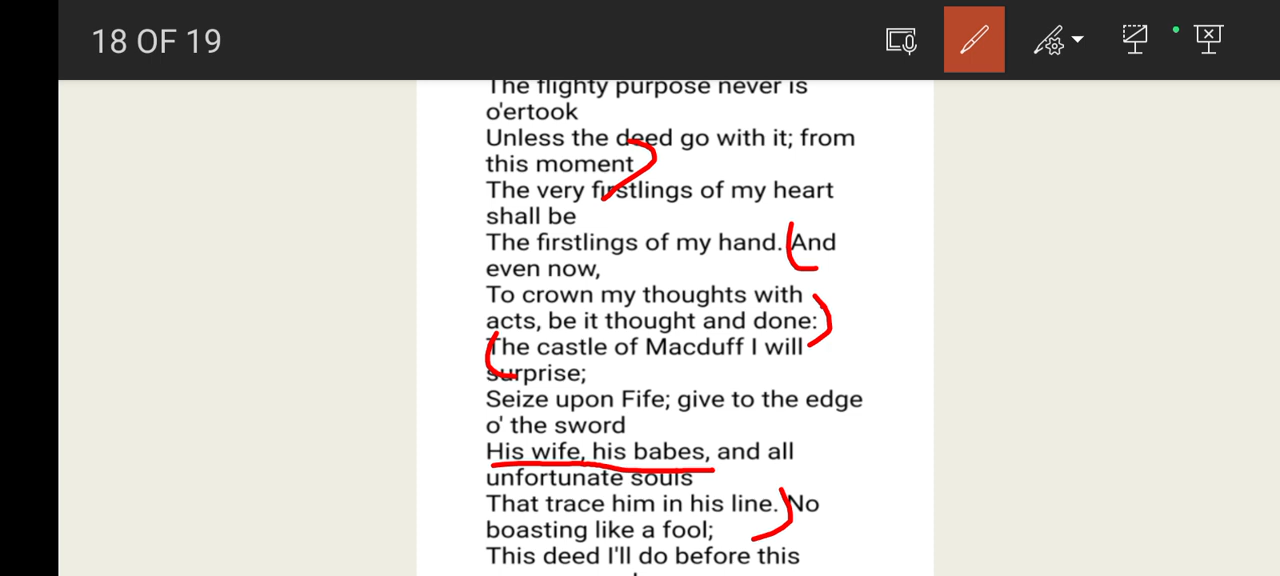 18 OF 19
The flighty purpose never is
o'ertook
Unless the deed go with it; from
this moment
The very firstlings of my heart
shall be
The firstlings of my hand. And
even now,
To crown my thoughts with
acts, be it thought and done:
The castle of Macduff I will
surprise;
Seize upon Fife; give to the edge
o' the sword
His wife, his babes, and all
unfortunate souls
That trace him in his line. No
boasting like a fool;
This deed I'll do before this